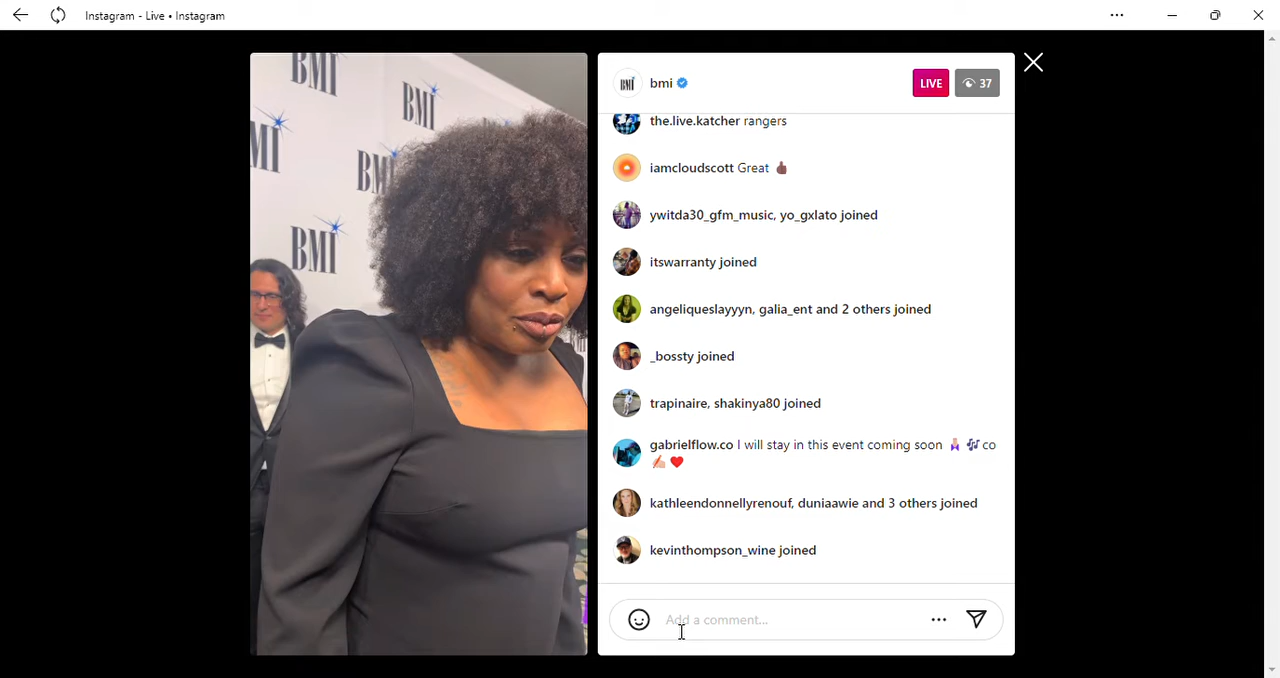 Instagram - Live • Instagram
BMI
BMI
BMI
BMI
BMI
BMI bmi
LIVE 37
the.live.katcher rangers
iamcloudscott Great 👍🏿
ywitda30_gfm_music, yo_gxlato joined
itswarranty joined
angeliqueslayyyn, galia_ent and 2 others joined
_bossty joined
trapinaire, shakinya80 joined
gabrielflow.co I will stay in this event coming soon 🧘🏼‍♀️ 🎶 co
✍🏼 ❤️
kathleendonnellyrenouf, duniaawie and 3 others joined
kevinthompson_wine joined
Add a comment...